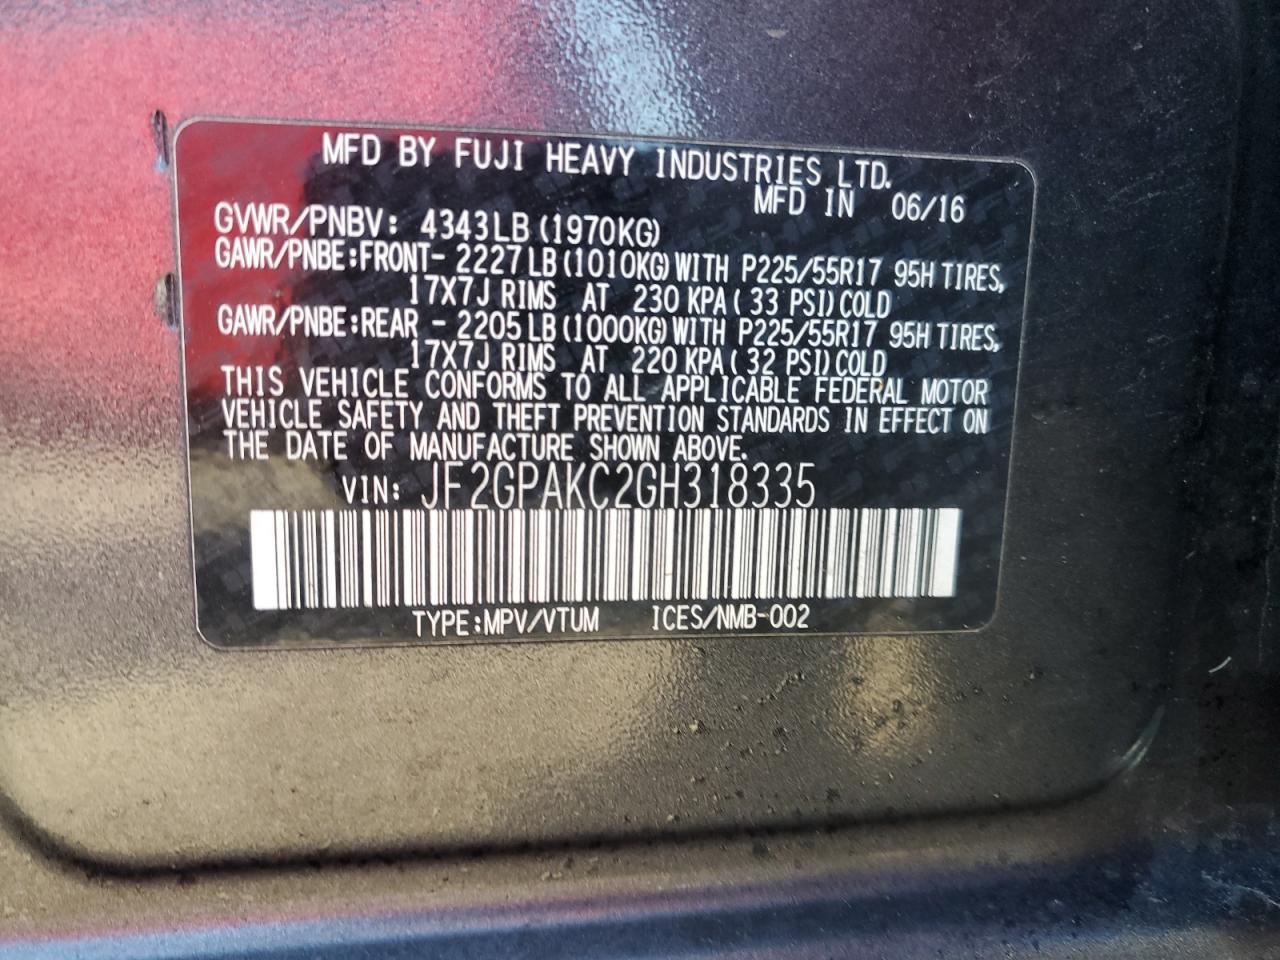 MFD BY FUJI HEAVY INDUSTRIES LTD.
MFD IN 06/16
GVWR/PNBV: 4343LB (1970KG)
GAWR/PNBE:FRONT- 2227LB(1010KG)WITH P225/55R17 95H TIRES,
17X7J RIMS AT 230 KPA( 33 PSI)COLD
GAWR/PNBE:REAR - 2205LB(1000KG)WITH P225/55R17 95H TIRES,
17X7J RIMS AT 220 KPA( 32 PSI)COLD
THIS VEHICLE CONFORMS TO ALL APPLICABLE FEDERAL MOTOR
VEHICLE SAFETY AND THEFT PREVENTION STANDARDS IN EFFECT ON
THE DATE OF MANUFACTURE SHOWN ABOVE.
VIN: JF2GPAKC2GH318335
TYPE:MPV/VTUM ICES/NMB-002